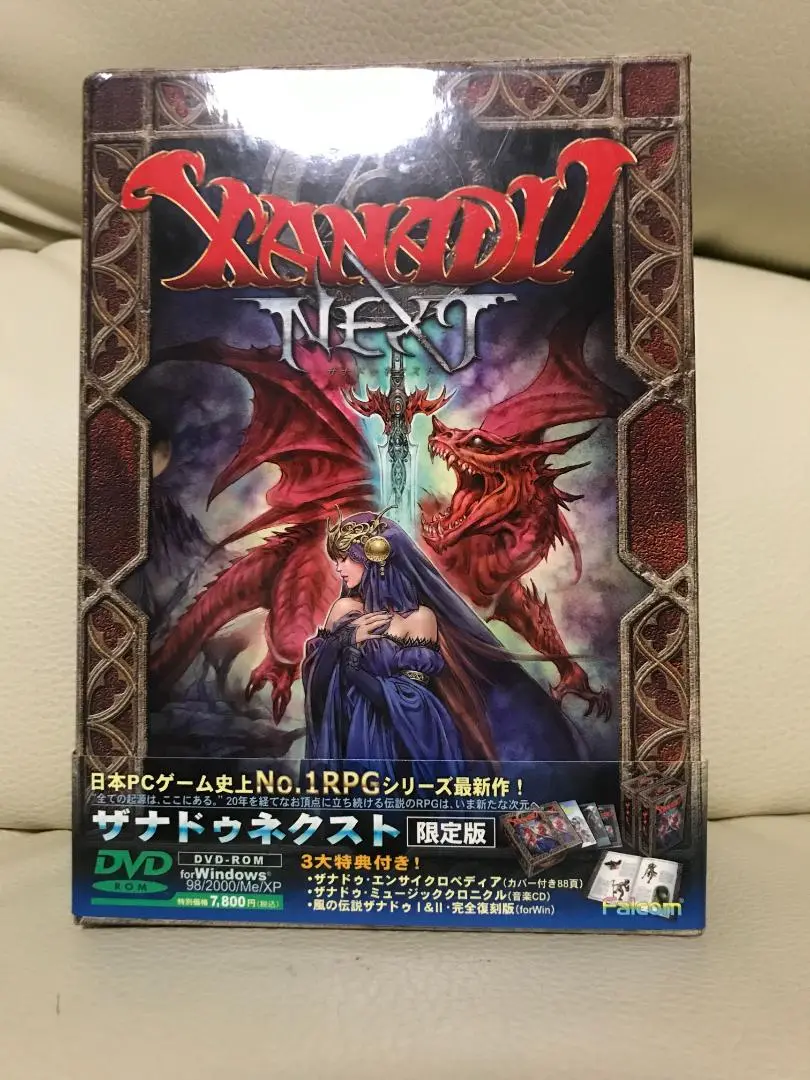 XANADU
NEXT
ザナドゥネクスト
日本PCゲーム史上No.1RPGシリーズ最新作！
“全ての起源は、ここにある。”20年を経てなお頂点に立ち続ける伝説のRPGは、いま新たな次元へ
ザナドゥネクスト 限定版
DVD
ROM
DVD-ROM
for Windows®
98/2000/Me/XP
特別価格7,800円(税込)
3大特典付き！
・ザナドゥ・エンサイクロペディア(カバー付き88頁)
・ザナドゥ・ミュージッククロニクル(音楽CD)
・風の伝説ザナドゥⅠ&Ⅱ・完全復刻版(forWin)
Falcom